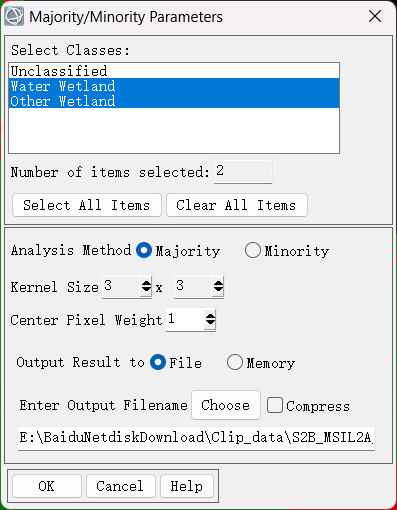 Majority/Minority Parameters
Select Classes:
Unclassified
Water Wetland
Other Wetland
Number of items selected: 2
Select All Items Clear All Items
Analysis Method Majority Minority
Kernel Size 3 x 3
Center Pixel Weight 1
Output Result to File Memory
Enter Output Filename Choose Compress
E:\BaiduNetdiskDownload\Clip_data\S2B_MSIL2A_
OK Cancel Help